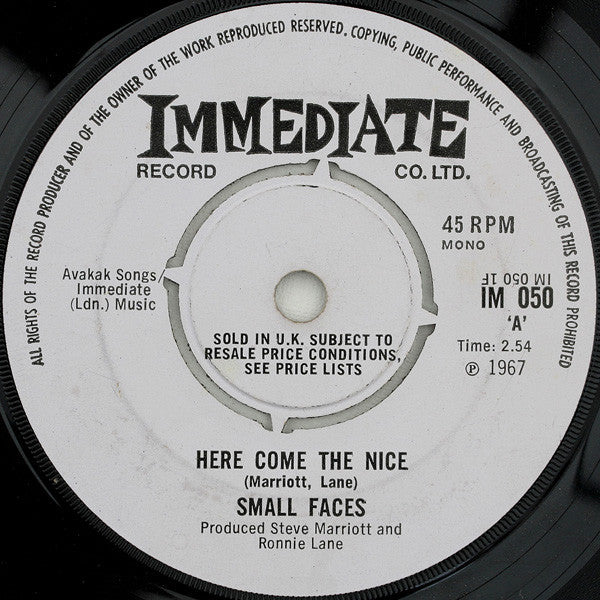 ALL RIGHTS OF THE RECORD PRODUCER AND OF THE OWNER OF THE WORK REPRODUCED RESERVED. COPYING, PUBLIC PERFORMANCE AND BROADCASTING OF THIS RECORD PROHIBITED
IMMEDIATE
RECORD CO. LTD.
45 RPM
MONO
Avakak Songs/
Immediate
(Ldn.) Music
IM 050 1F
IM 050
'A'
Time: 2.54
℗ 1967
SOLD IN U.K. SUBJECT TO
RESALE PRICE CONDITIONS,
SEE PRICE LISTS
HERE COME THE NICE
(Marriott, Lane)
SMALL FACES
Produced Steve Marriott and
Ronnie Lane